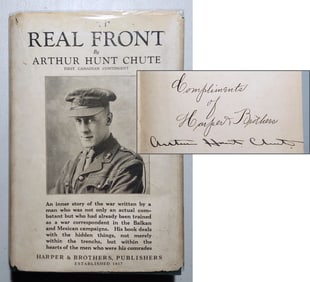 REAL FRONT
By
ARTHUR HUNT CHUTE
FIRST CANADIAN CONTINGENT
An inner story of the war written by a
man who was not only an actual com-
batant but who had already been trained
as a war correspondent in the Balkan
and Mexican campaigns. His book deals
with the hidden things, not merely
within the trenches, but within the
hearts of the men who were his comrades
HARPER & BROTHERS, PUBLISHERS
ESTABLISHED 1817
Compliments
of
Harper & Brothers
Arthur Hunt Chute